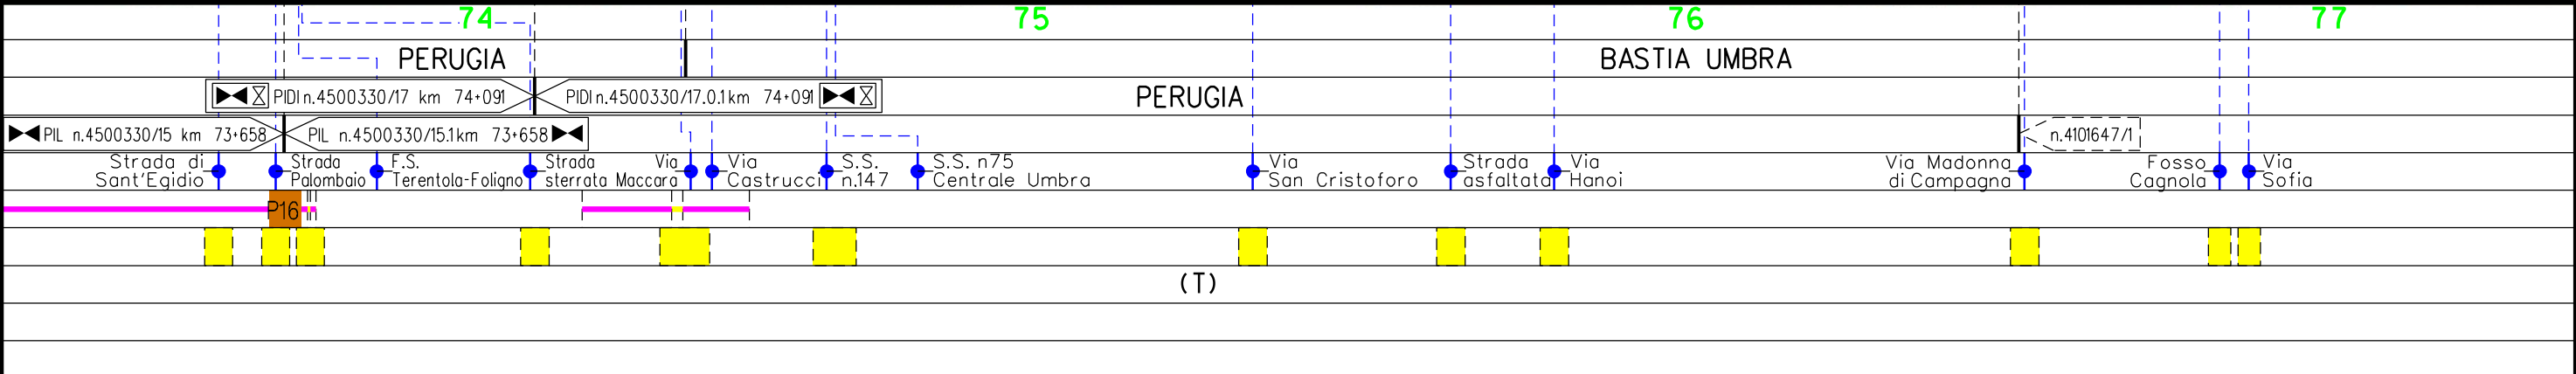 74 75 76 77
PERUGIA BASTIA UMBRA
PIDI n.4500330/17 km 74+091 PIDI n.4500330/17.0.1 km 74+091 PERUGIA
PIL n.4500330/15 km 73+658 PIL n.4500330/15.1 km 73+658 n.4101647/1
Strada di
Sant'Egidio
Strada
Palombaio
F.S.
Terentola-Foligno
Strada
sterrata
Via
Maccara
Via
Castrucci
S.S.
n.147
S.S. n75
Centrale Umbra
Via
San Cristoforo
Strada
asfaltata
Via
Hanoi
Via Madonna
di Campagna
Fosso
Cagnola
Via
Sofia
P16
(T)